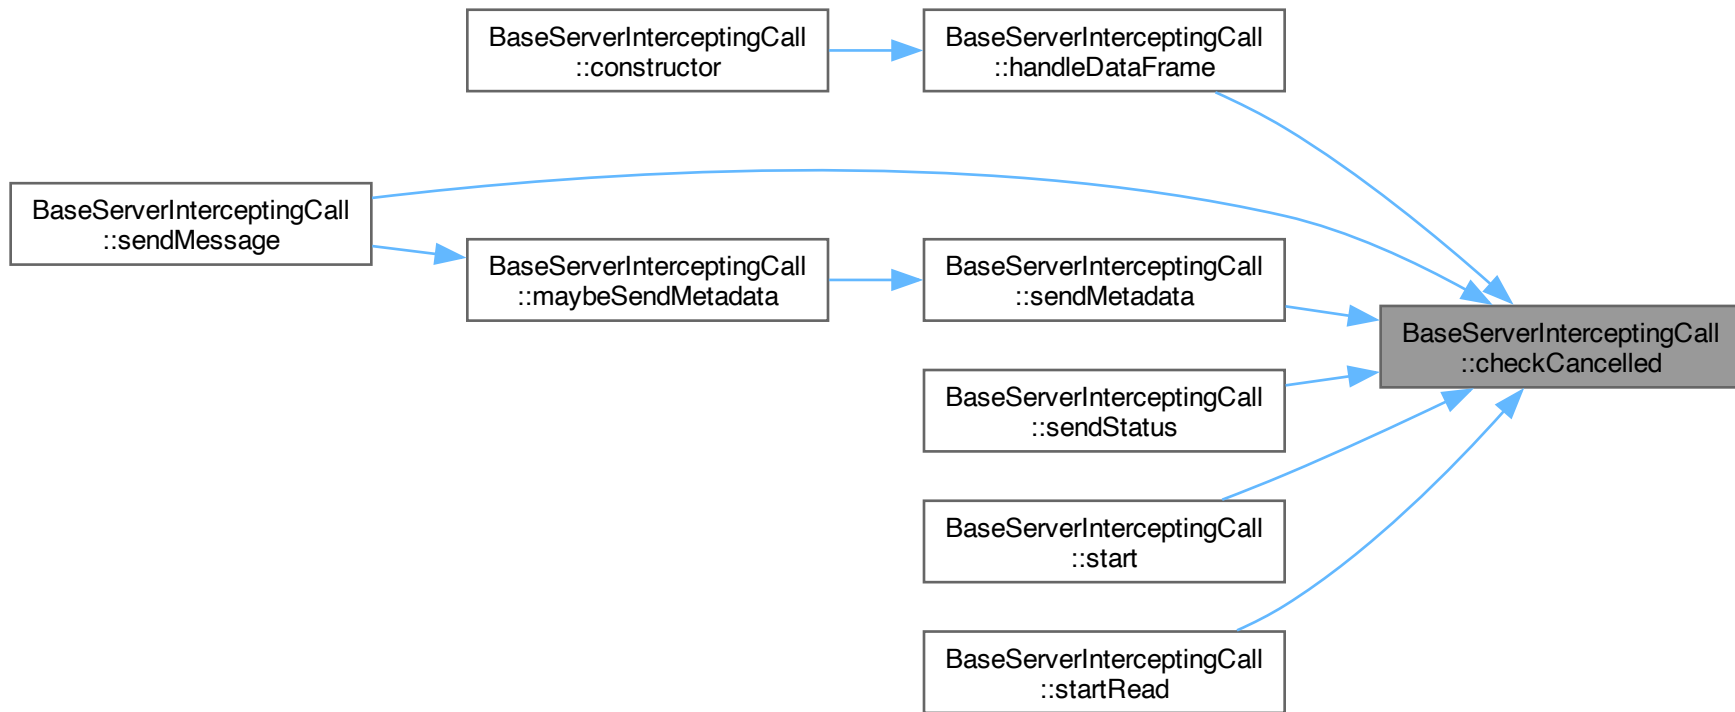 BaseServerInterceptingCall
::constructor
BaseServerInterceptingCall
::handleDataFrame
BaseServerInterceptingCall
::sendMessage
BaseServerInterceptingCall
::maybeSendMetadata
BaseServerInterceptingCall
::sendMetadata
BaseServerInterceptingCall
::checkCancelled
BaseServerInterceptingCall
::sendStatus
BaseServerInterceptingCall
::start
BaseServerInterceptingCall
::startRead